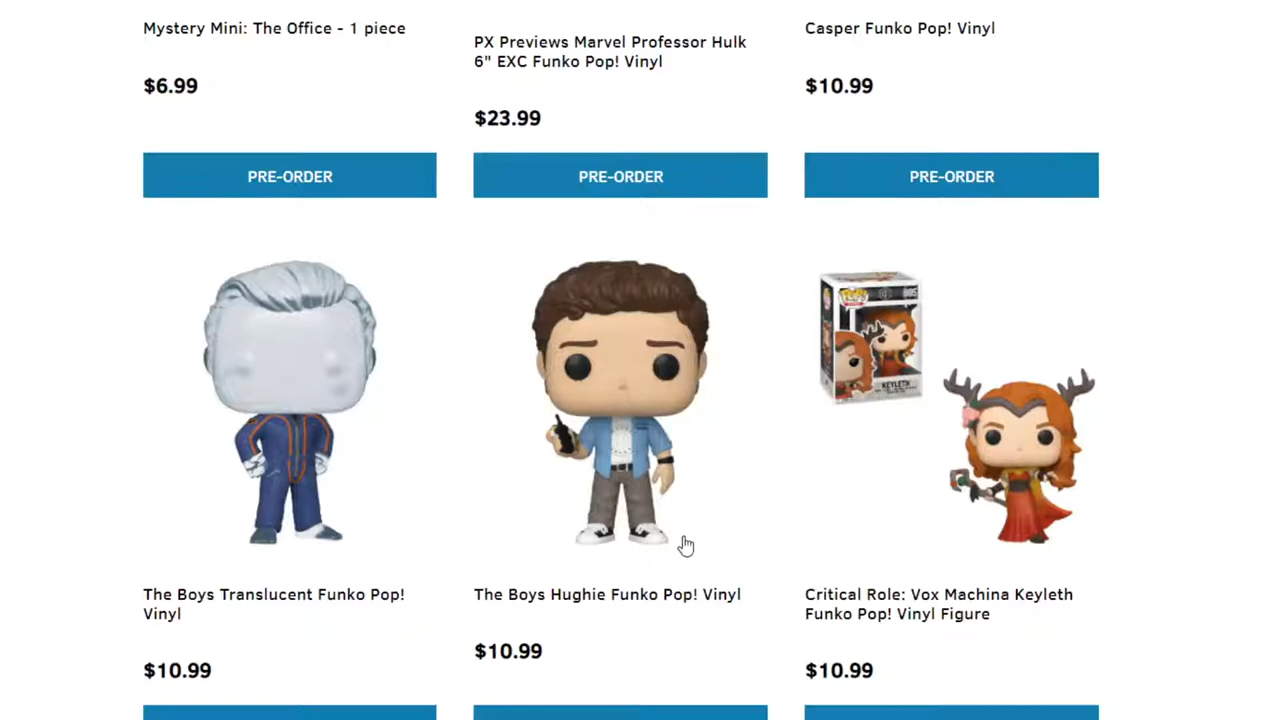 Mystery Mini: The Office - 1 piece
$6.99
PRE-ORDER
PX Previews Marvel Professor Hulk
6" EXC Funko Pop! Vinyl
$23.99
PRE-ORDER
Casper Funko Pop! Vinyl
$10.99
PRE-ORDER
The Boys Translucent Funko Pop!
Vinyl
$10.99
The Boys Hughie Funko Pop! Vinyl
$10.99
POP!
KEYLETH
Critical Role: Vox Machina Keyleth
Funko Pop! Vinyl Figure
$10.99